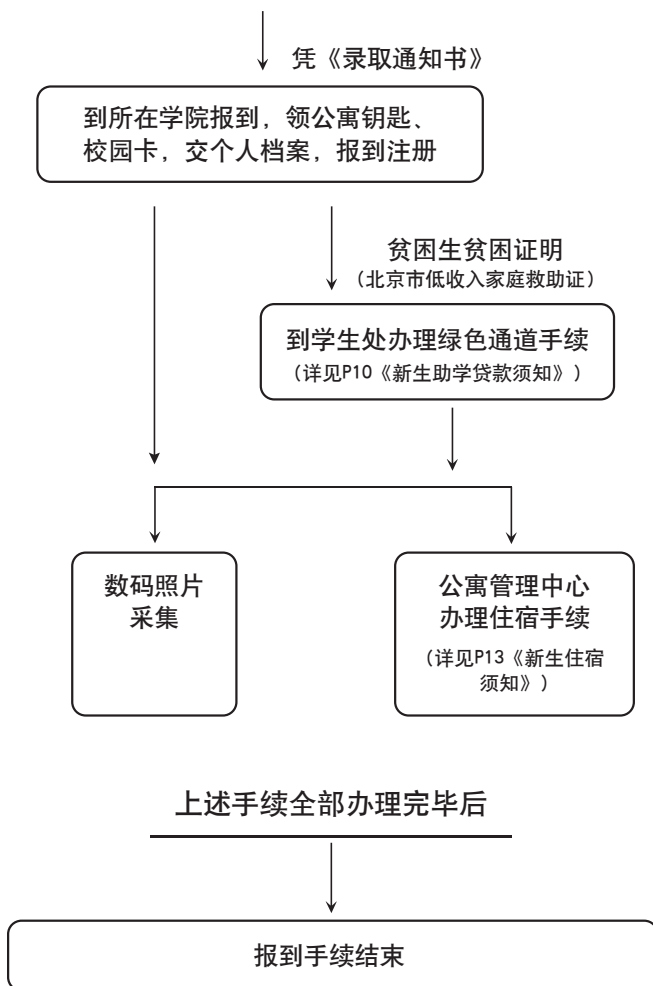 凭《录取通知书》
到所在学院报到，领公寓钥匙、
校园卡，交个人档案，报到注册
贫困生贫困证明
（北京市低收入家庭救助证）
到学生处办理绿色通道手续
（详见P10《新生助学贷款须知》）
数码照片
采集
公寓管理中心
办理住宿手续
（详见P13《新生住宿
须知》）
上述手续全部办理完毕后
报到手续结束